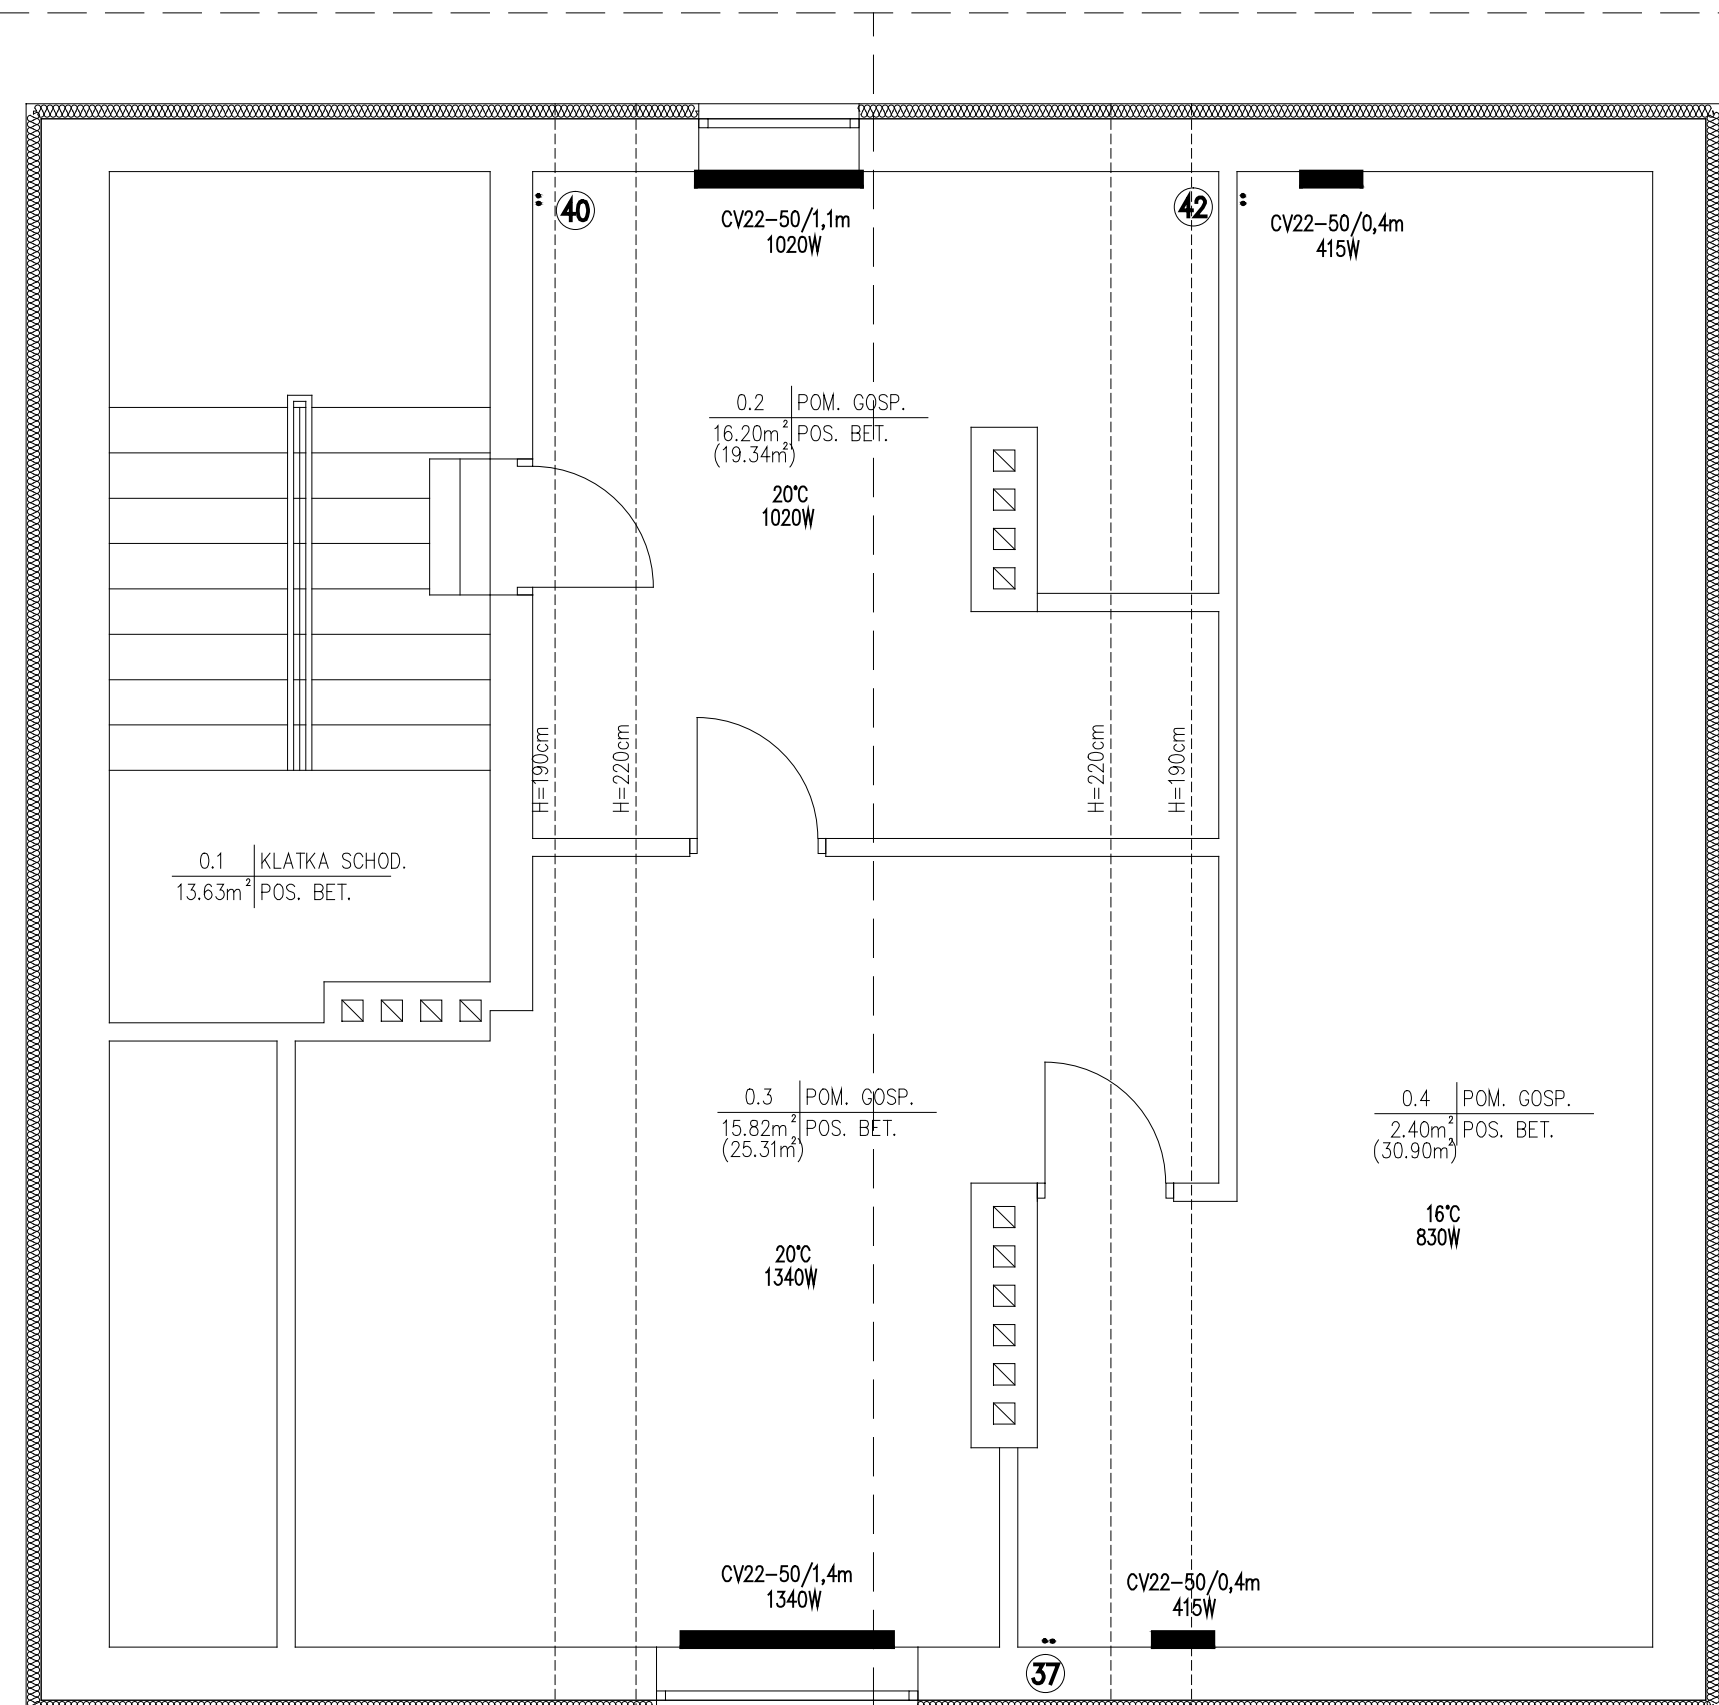 40
CV22-50/1,1m
1020W
42
CV22-50/0,4m
415W
0.2 POM. GOSP.
16.20m² POS. BET.
(19.34m²)
20°C
1020W
H=190cm
H=220cm
H=220cm
H=190cm
0.1 KLATKA SCHOD.
13.63m² POS. BET.
0.3 POM. GOSP.
15.82m² POS. BET.
(25.31m²)
20°C
1340W
0.4 POM. GOSP.
2.40m² POS. BET.
(30.90m²)
16°C
830W
CV22-50/1,4m
1340W
CV22-50/0,4m
415W
37